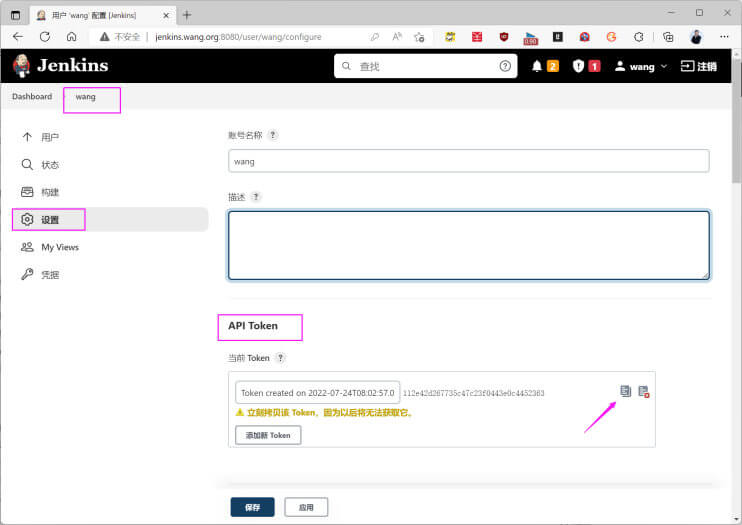 用户 'wang' 配置 [Jenkins]
不安全 jenkins.wang.org:8080/user/wang/configure
0.90
Jenkins
查找
2
1
wang
注销
Dashboard
wang
用户
状态
构建
设置
My Views
凭据
账号名称 ?
wang
描述 ?
API Token
当前 Token ?
Token created on 2022-07-24T08:02:57.0 112e42d267735c47c23f0443e0c4452363
立刻拷贝该 Token，因为以后将无法获取它。
添加新 Token
保存
应用